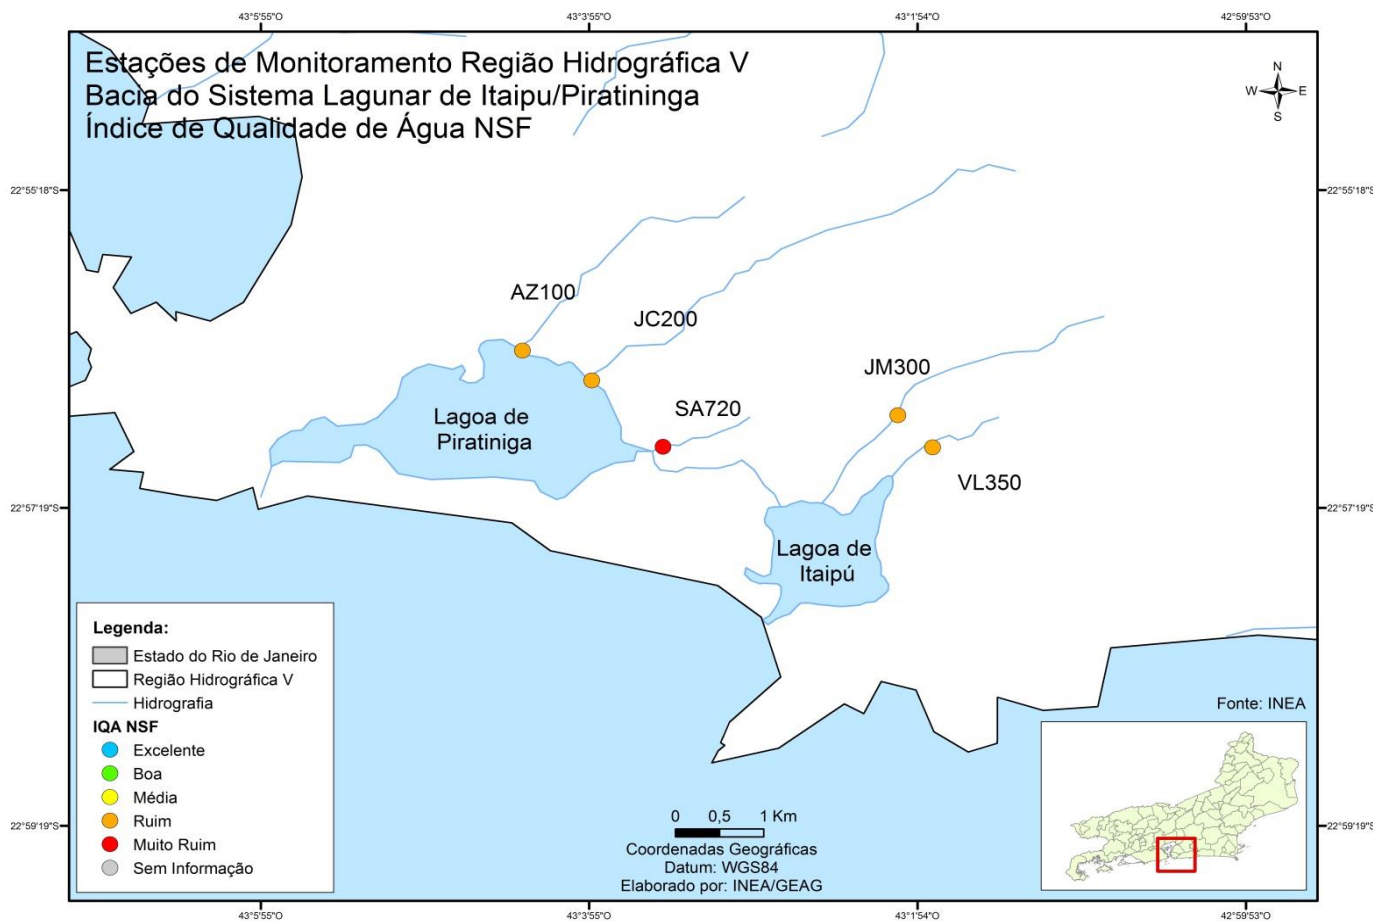 43°5'55"O
43°3'55"O
43°1'54"O
42°59'53"O
Estações de Monitoramento Região Hidrográfica V
Bacia do Sistema Lagunar de Itaipu/Piratininga
Índice de Qualidade de Água NSF
N
W
E
S
22°55'18"S
22°55'18"S
AZ100
JC200
JM300
SA720
Lagoa de
Piratiniga
VL350
22°57'19"S
22°57'19"S
Lagoa de
Itaipú
Legenda:
Estado do Rio de Janeiro
Região Hidrográfica V
Hidrografia
IQA NSF
Excelente
Boa
Média
Ruim
Muito Ruim
Sem Informação
Fonte: INEA
22°59'19"S
22°59'19"S
0 0,5 1 Km
Coordenadas Geográficas
Datum: WGS84
Elaborado por: INEA/GEAG
43°5'55"O
43°3'55"O
43°1'54"O
42°59'53"O